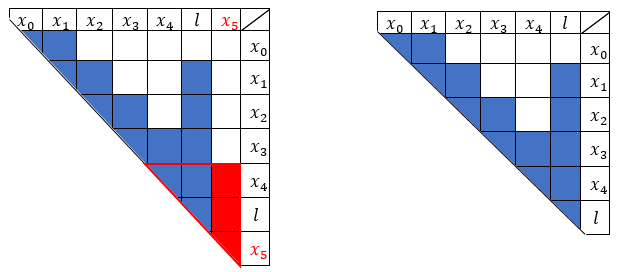 x₀ x₁ x₂ x₃ x₄ l x₅
x₀
x₁
x₂
x₃
x₄
l
x₅
x₀ x₁ x₂ x₃ x₄ l
x₀
x₁
x₂
x₃
x₄
l